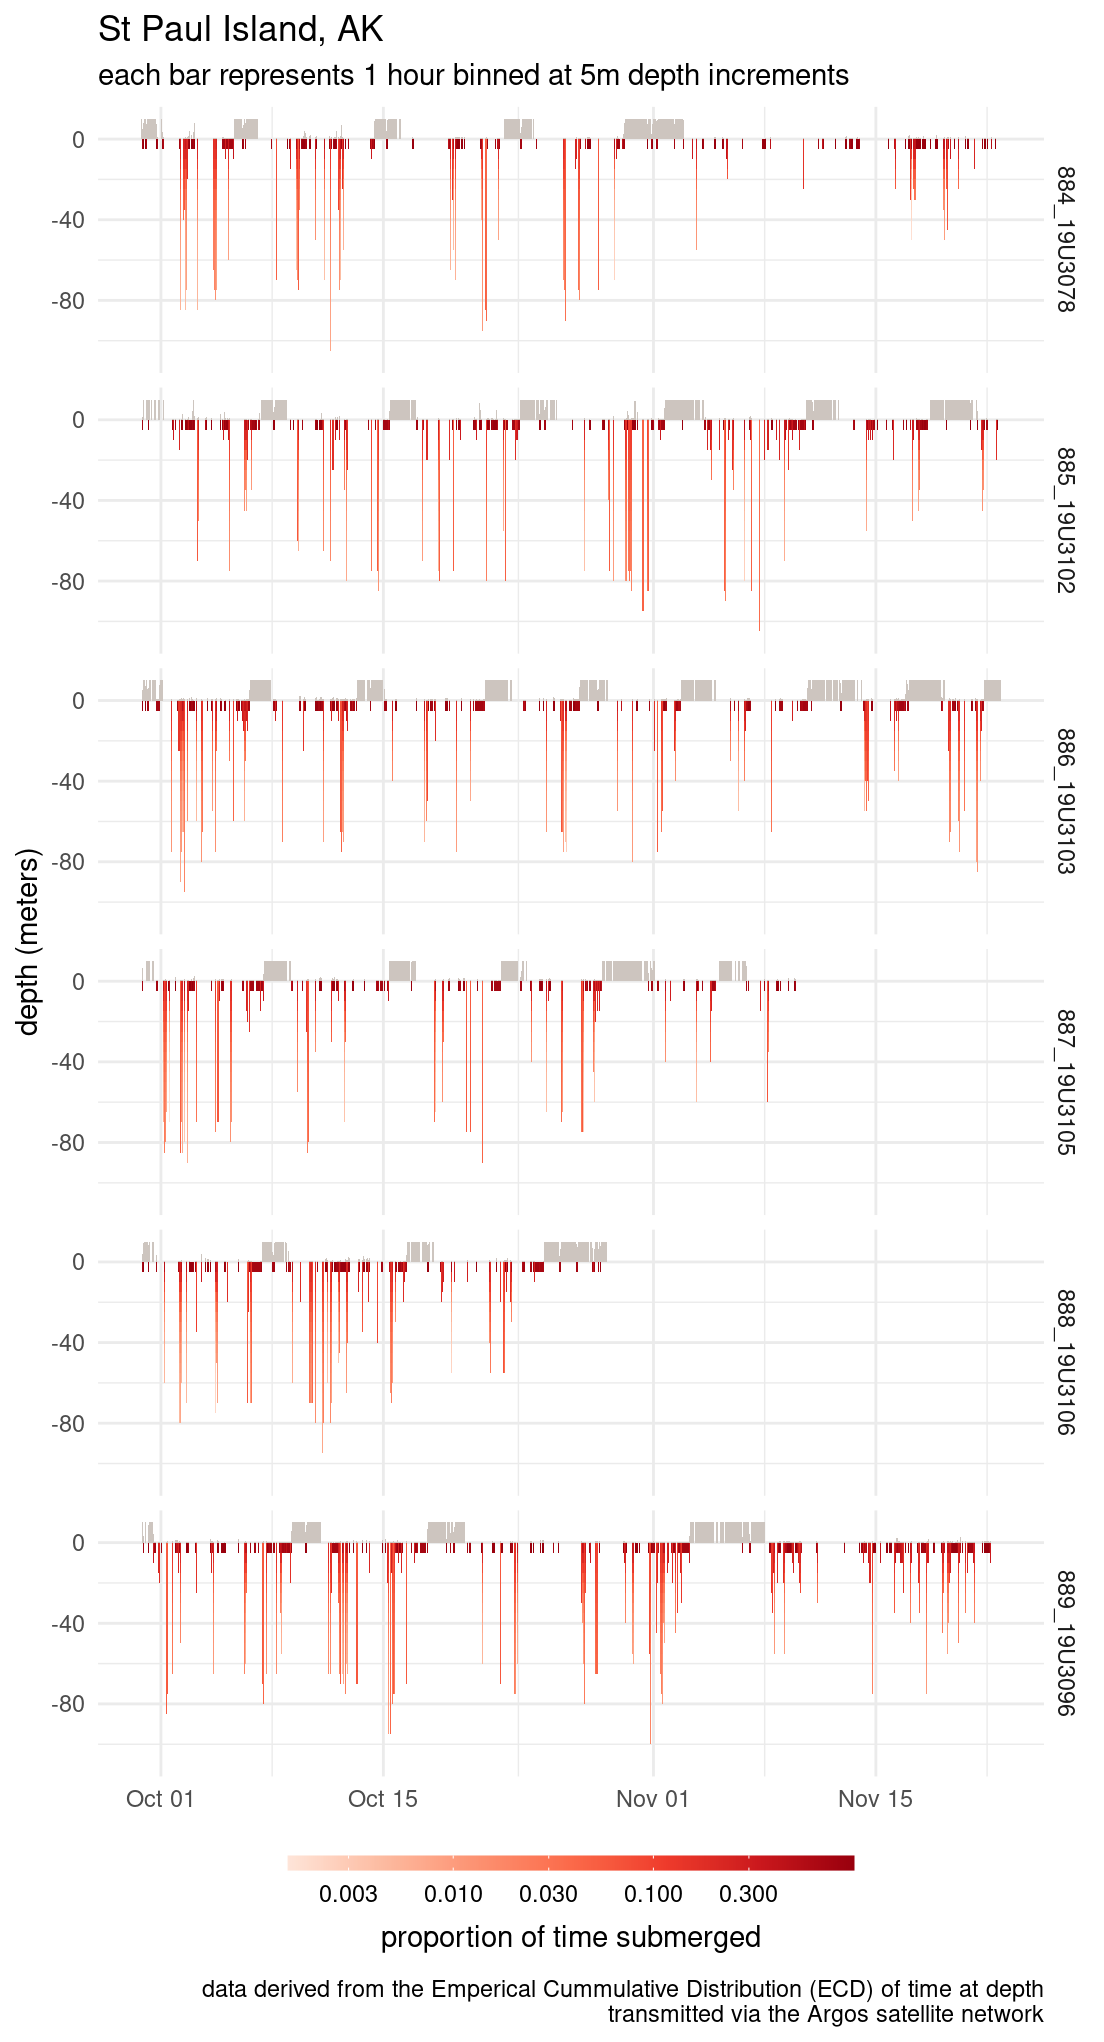 St Paul Island, AK
each bar represents 1 hour binned at 5m depth increments
depth (meters)
0
-40
-80
884_19U3078
0
-40
-80
885_19U3102
0
-40
-80
886_19U3103
0
-40
-80
887_19U3105
0
-40
-80
888_19U3106
0
-40
-80
889_19U3096
Oct 01 Oct 15 Nov 01 Nov 15
0.003 0.010 0.030 0.100 0.300
proportion of time submerged
data derived from the Emperical Cummulative Distribution (ECD) of time at depth
transmitted via the Argos satellite network